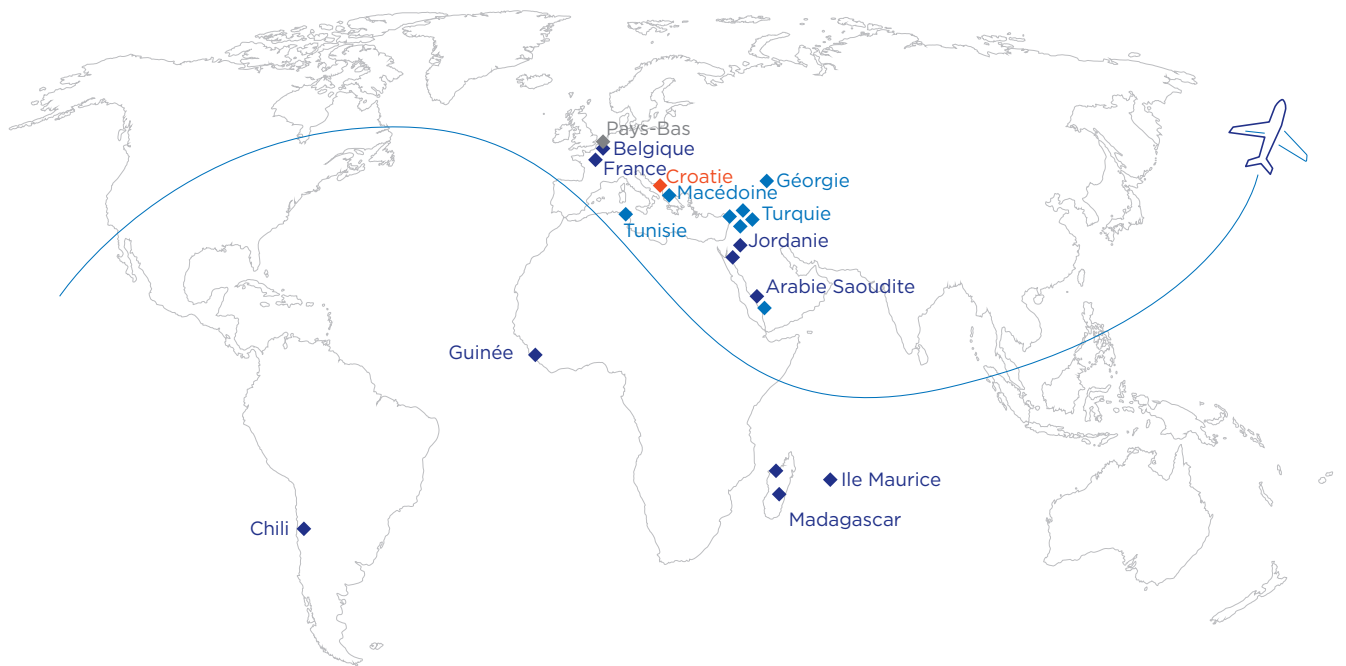 Pays-Bas
Belgique
France
Croatie
Géorgie
Macédoine
Turquie
Tunisie
Jordanie
Arabie Saoudite
Guinée
Ile Maurice
Madagascar
Chili